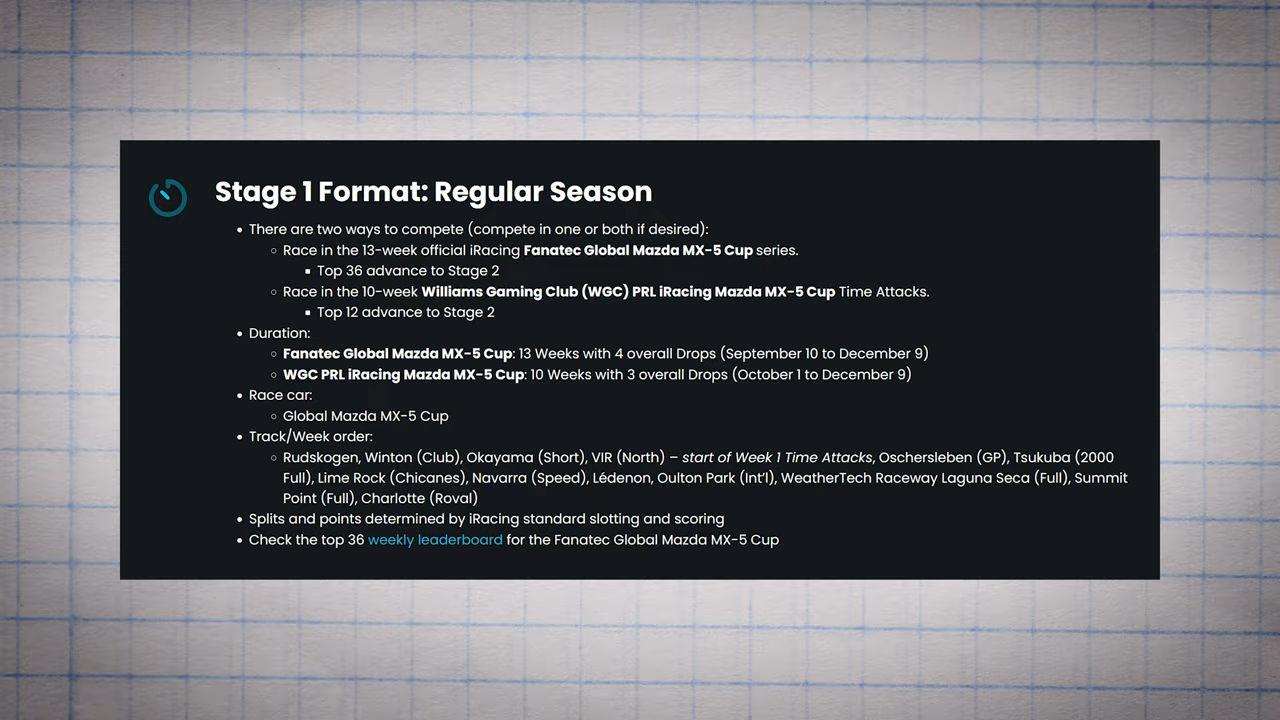 Stage 1 Format: Regular Season
• There are two ways to compete (compete in one or both if desired):
○ Race in the 13-week official iRacing Fanatec Global Mazda MX-5 Cup series.
▪ Top 36 advance to Stage 2
○ Race in the 10-week Williams Gaming Club (WGC) PRL iRacing Mazda MX-5 Cup Time Attacks.
▪ Top 12 advance to Stage 2
• Duration:
○ Fanatec Global Mazda MX-5 Cup: 13 Weeks with 4 overall Drops (September 10 to December 9)
○ WGC PRL iRacing Mazda MX-5 Cup: 10 Weeks with 3 overall Drops (October 1 to December 9)
• Race car:
○ Global Mazda MX-5 Cup
• Track/Week order:
○ Rudskogen, Winton (Club), Okayama (Short), VIR (North) – start of Week 1 Time Attacks, Oschersleben (GP), Tsukuba (2000
Full), Lime Rock (Chicanes), Navarra (Speed), Lédenon, Oulton Park (Int'l), WeatherTech Raceway Laguna Seca (Full), Summit
Point (Full), Charlotte (Roval)
• Splits and points determined by iRacing standard slotting and scoring
• Check the top 36 weekly leaderboard for the Fanatec Global Mazda MX-5 Cup